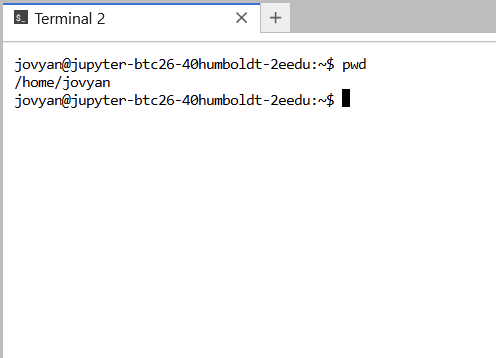 Terminal 2
jovyan@jupyter-btc26-40humboldt-2eedu:~$ pwd
/home/jovyan
jovyan@jupyter-btc26-40humboldt-2eedu:~$